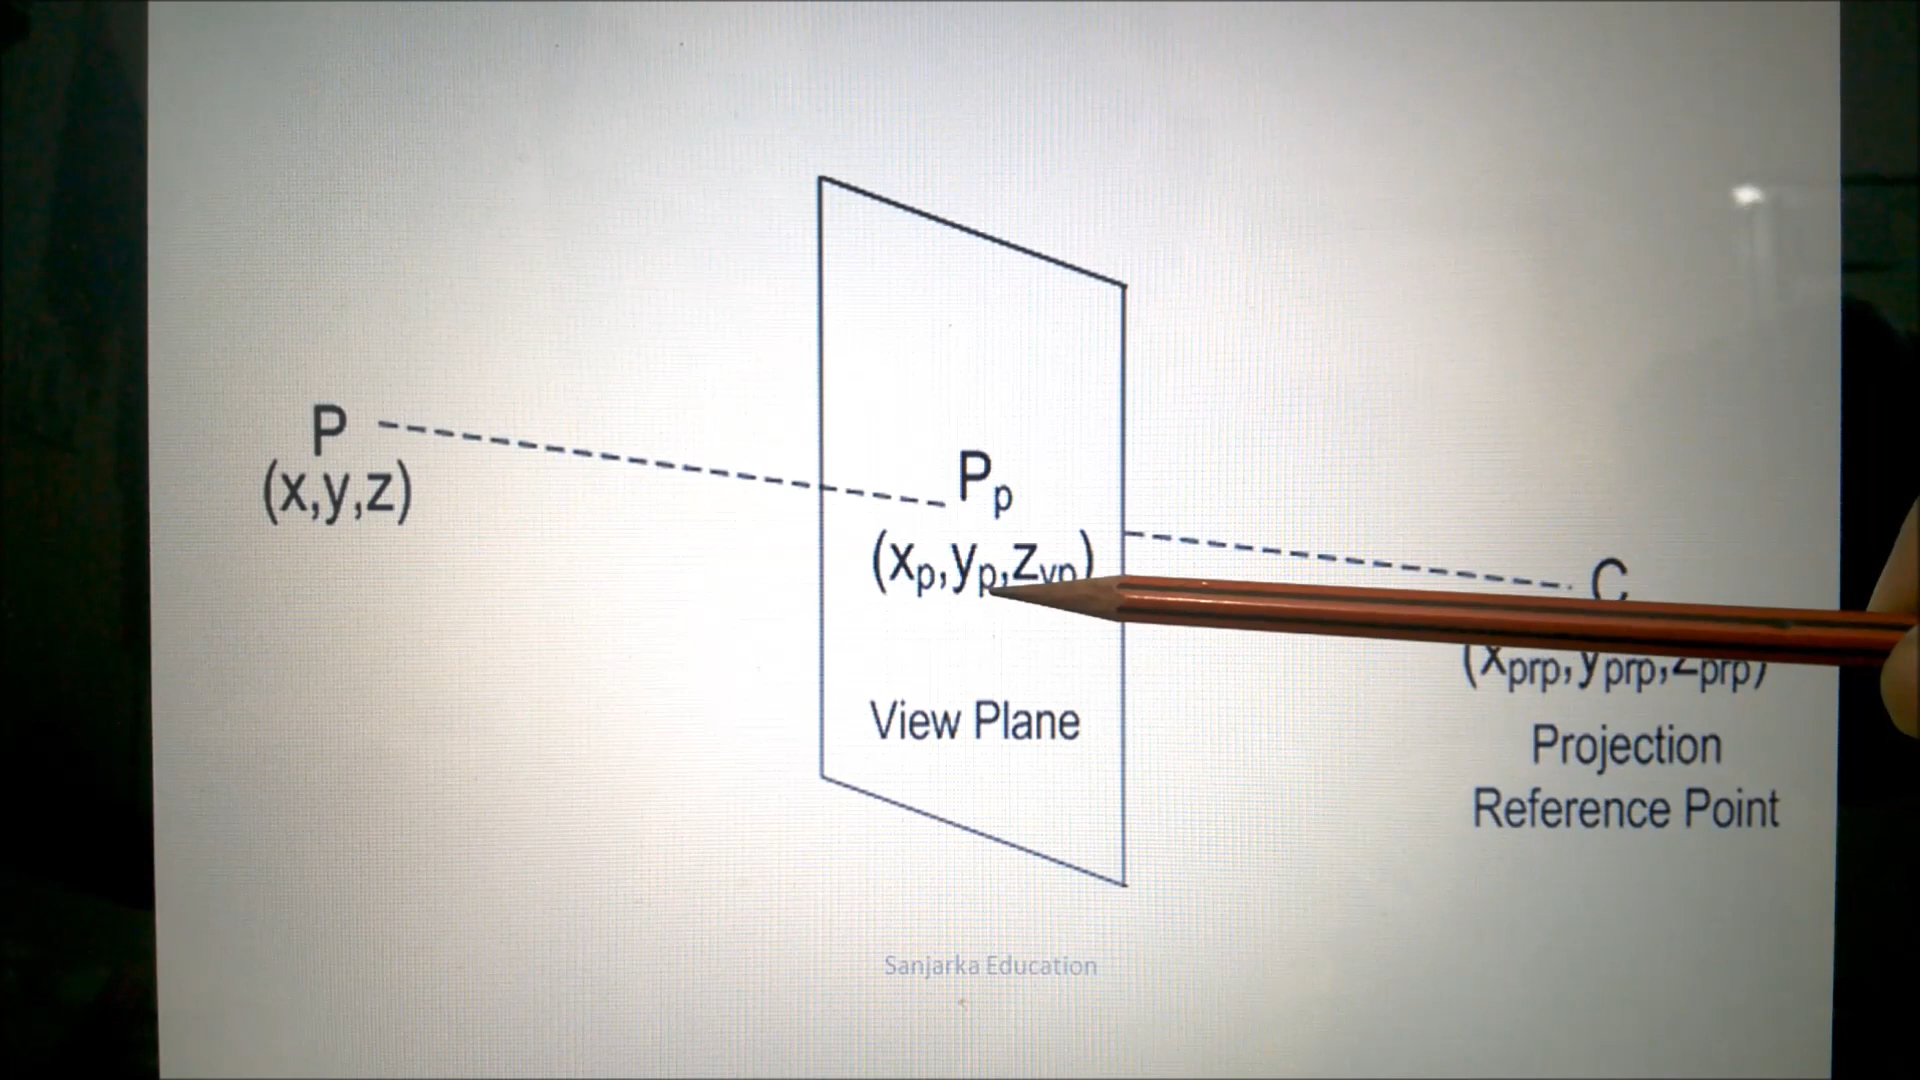 P
(x,y,z)
Pp
(xp,yp,zvp)
View Plane
C
(xprp,yprp,zprp)
Projection
Reference Point
Sanjarka Education